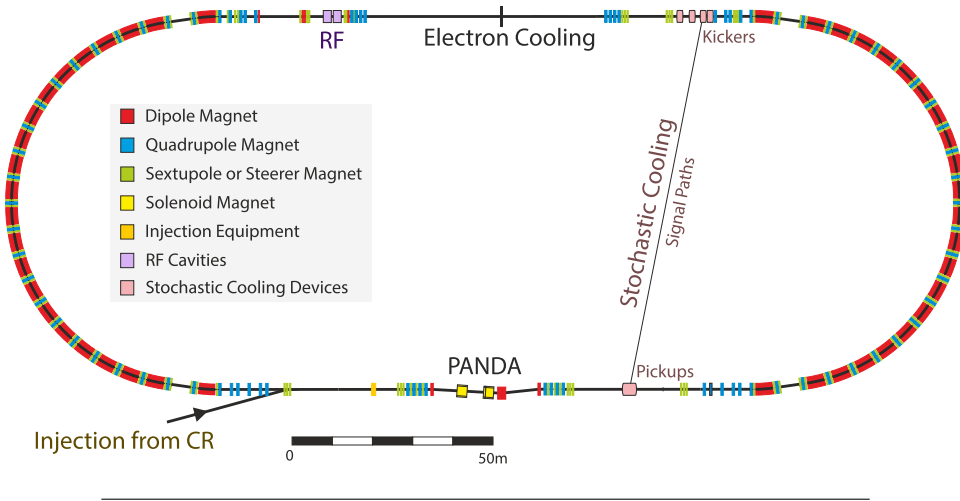 RF
Electron Cooling
Kickers
Dipole Magnet
Quadrupole Magnet
Sextupole or Steerer Magnet
Solenoid Magnet
Injection Equipment
RF Cavities
Stochastic Cooling Devices
Stochastic Cooling
Signal Paths
PANDA
Pickups
Injection from CR
0
50m